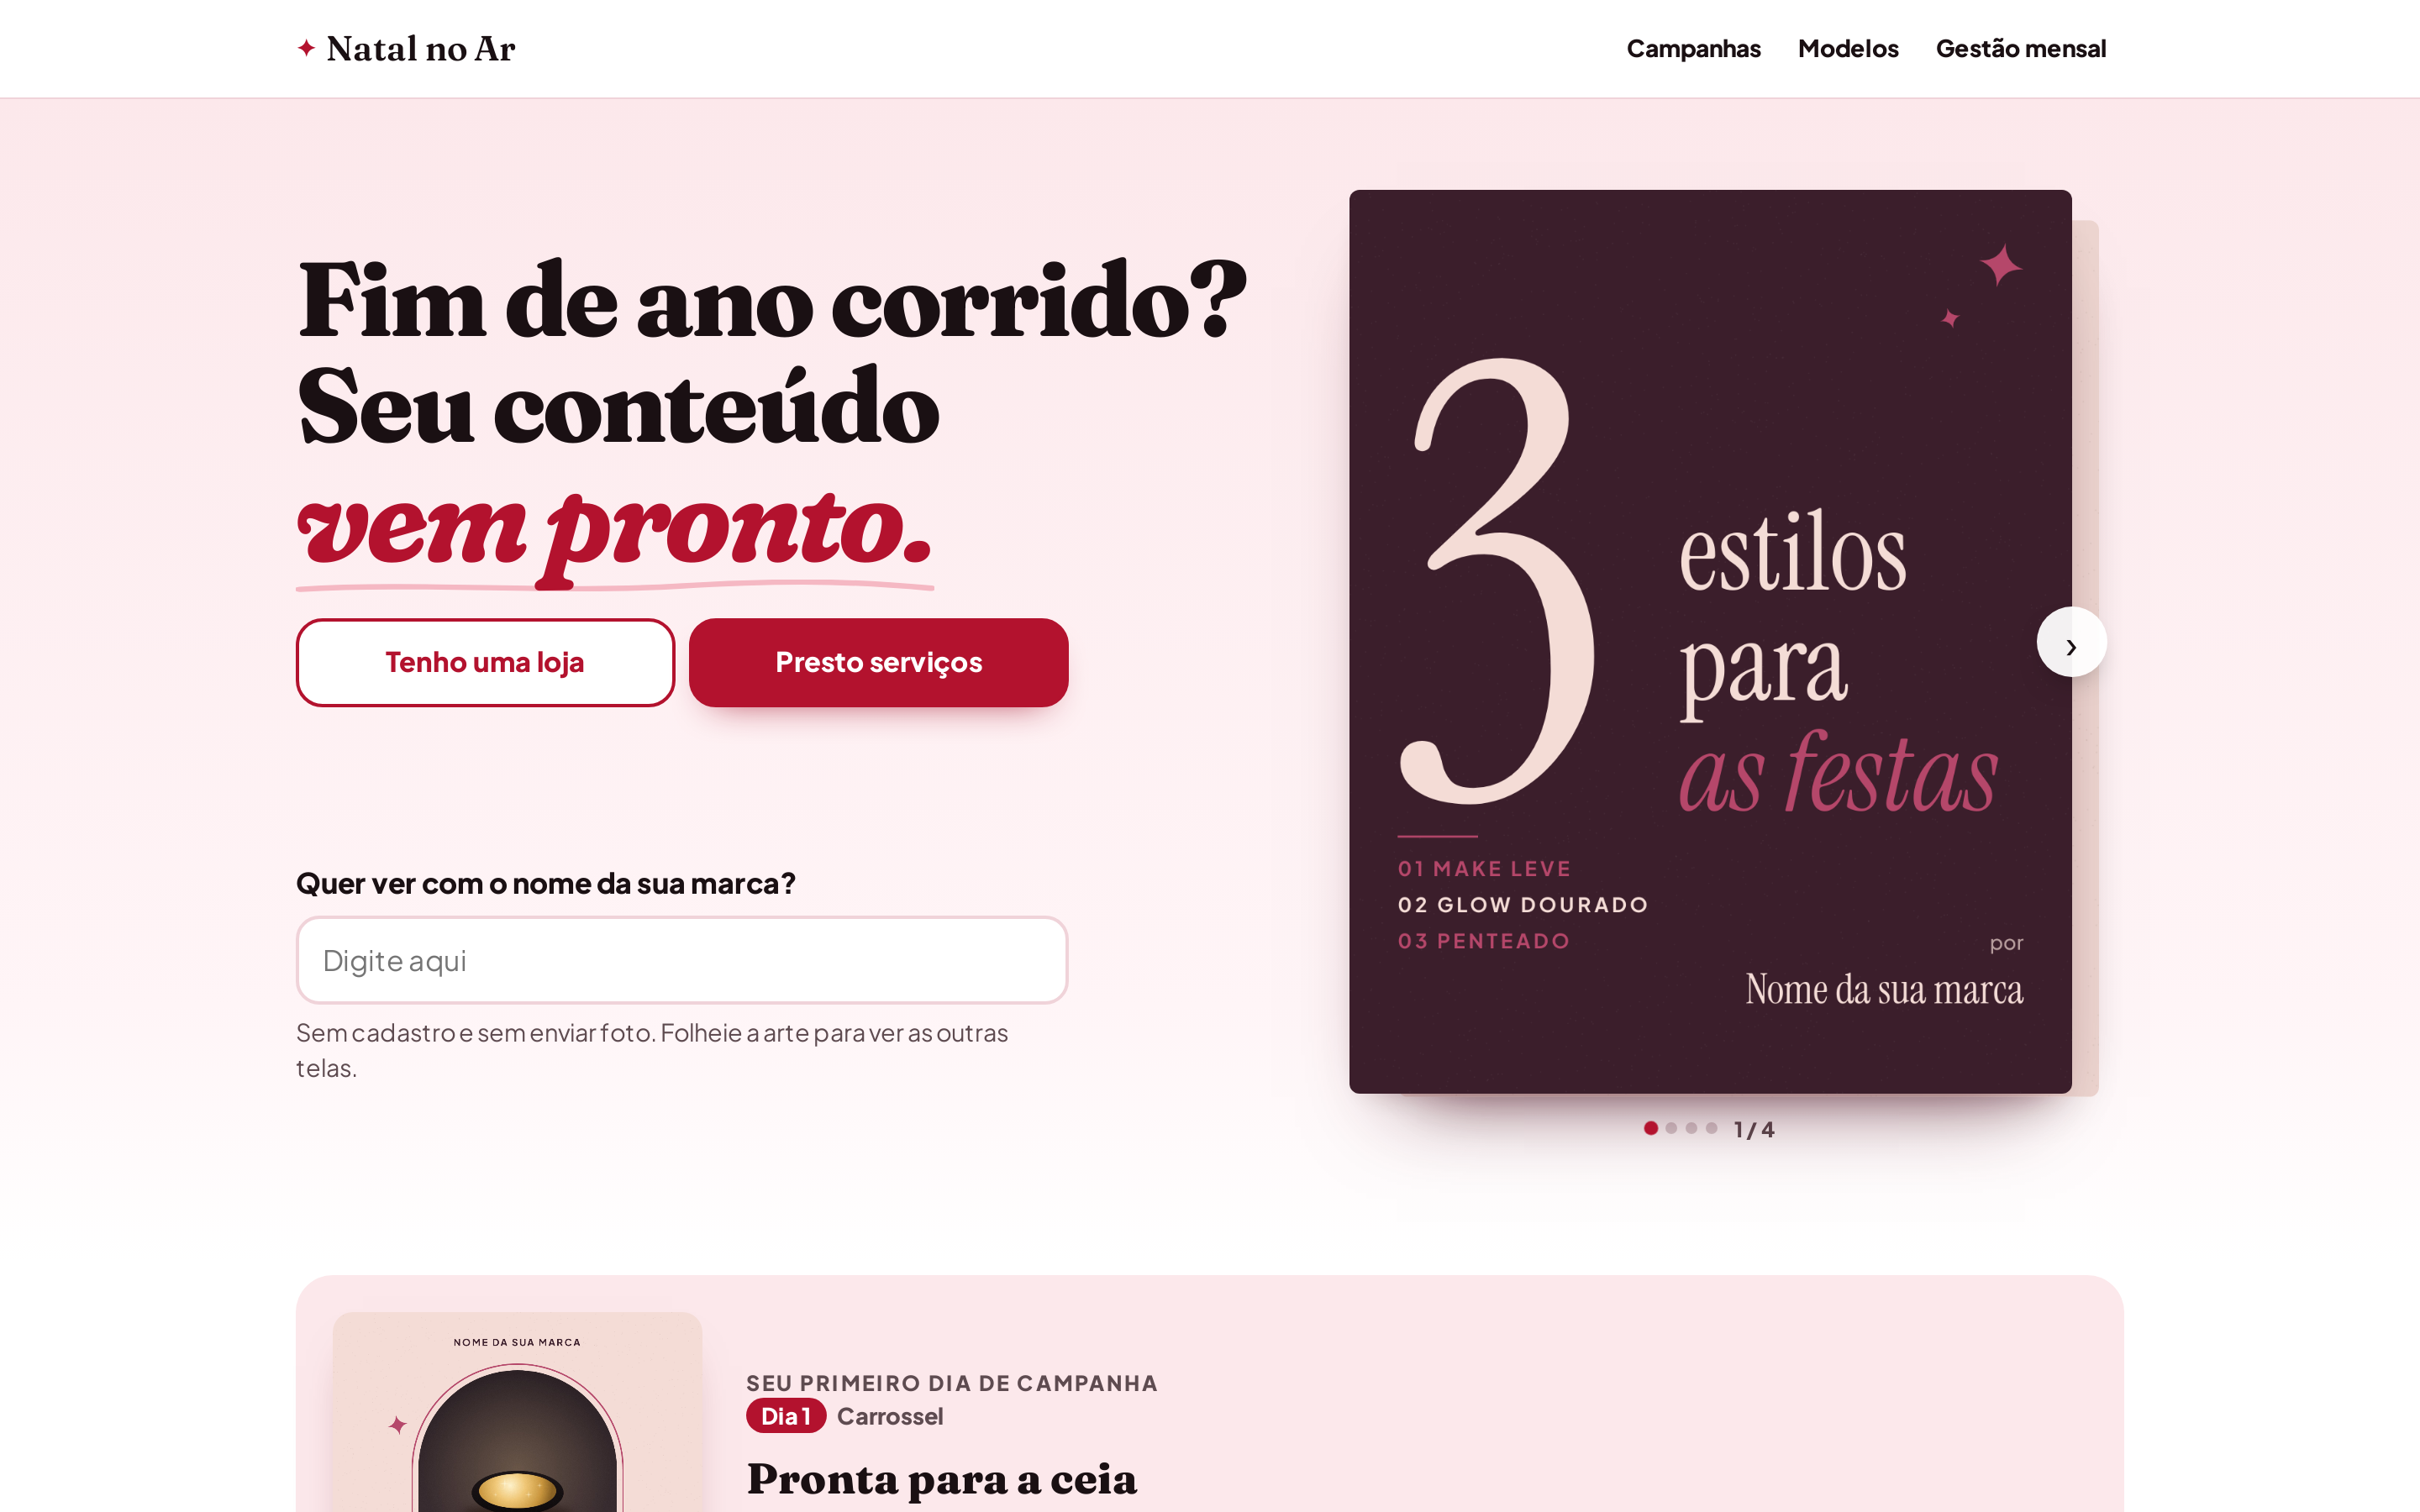 Natal no Ar
Campanhas
Modelos
Gestão mensal
Fim de ano corrido?
Seu conteúdo
vem pronto.
Tenho uma loja
Presto serviços
Quer ver com o nome da sua marca?
Digite aqui
Sem cadastro e sem enviar foto. Folheie a arte para ver as outras
telas.
3
estilos
para
as festas
01 MAKE LEVE
02 GLOW DOURADO
03 PENTEADO
por
Nome da sua marca
›
1 / 4
NOME DA SUA MARCA
SEU PRIMEIRO DIA DE CAMPANHA
Dia 1
Carrossel
Pronta para a ceia